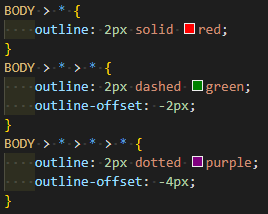 BODY > * {
    outline: 2px solid red;
}
BODY > * > * {
    outline: 2px dashed green;
    outline-offset: -2px;
}
BODY > * > * > * {
    outline: 2px dotted purple;
    outline-offset: -4px;
}